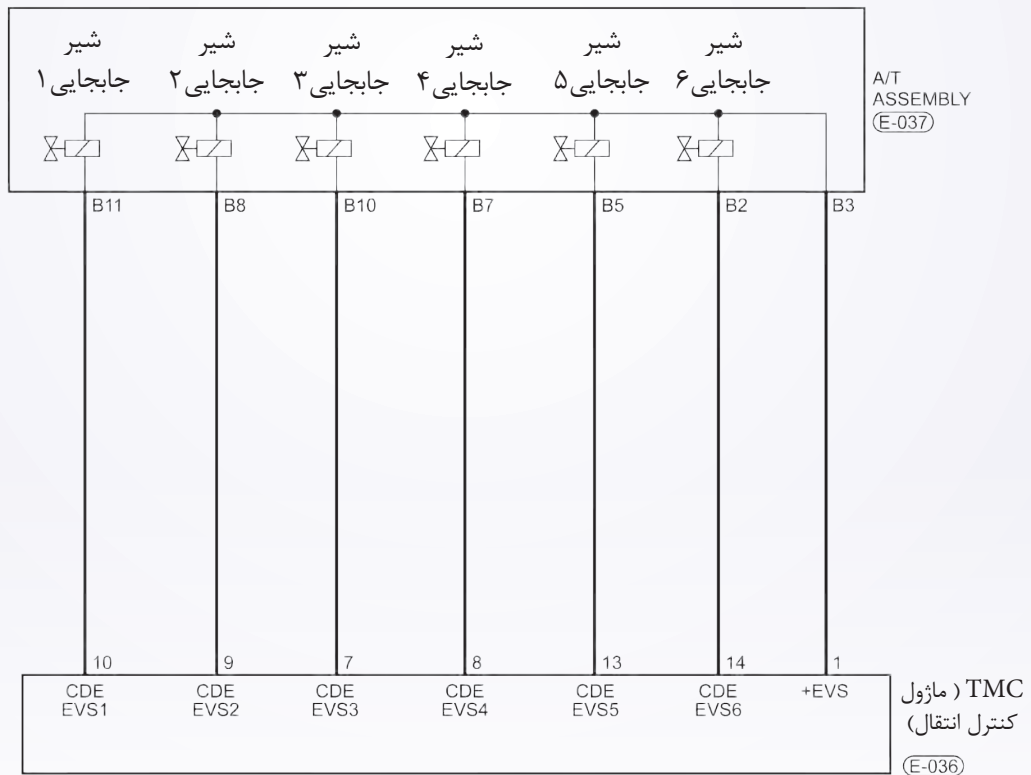 شیر
جابجایی۱
شیر
جابجایی۲
شیر
جابجایی۳
شیر
جابجایی۴
شیر
جابجایی۵
شیر
جابجایی۶
A/T
ASSEMBLY
E-037
B11
B8
B10
B7
B5
B2
B3
10
9
7
8
13
14
1
CDE
EVS1
CDE
EVS2
CDE
EVS3
CDE
EVS4
CDE
EVS5
CDE
EVS6
+EVS
TMC ( ماژول
کنترل انتقال)
E-036